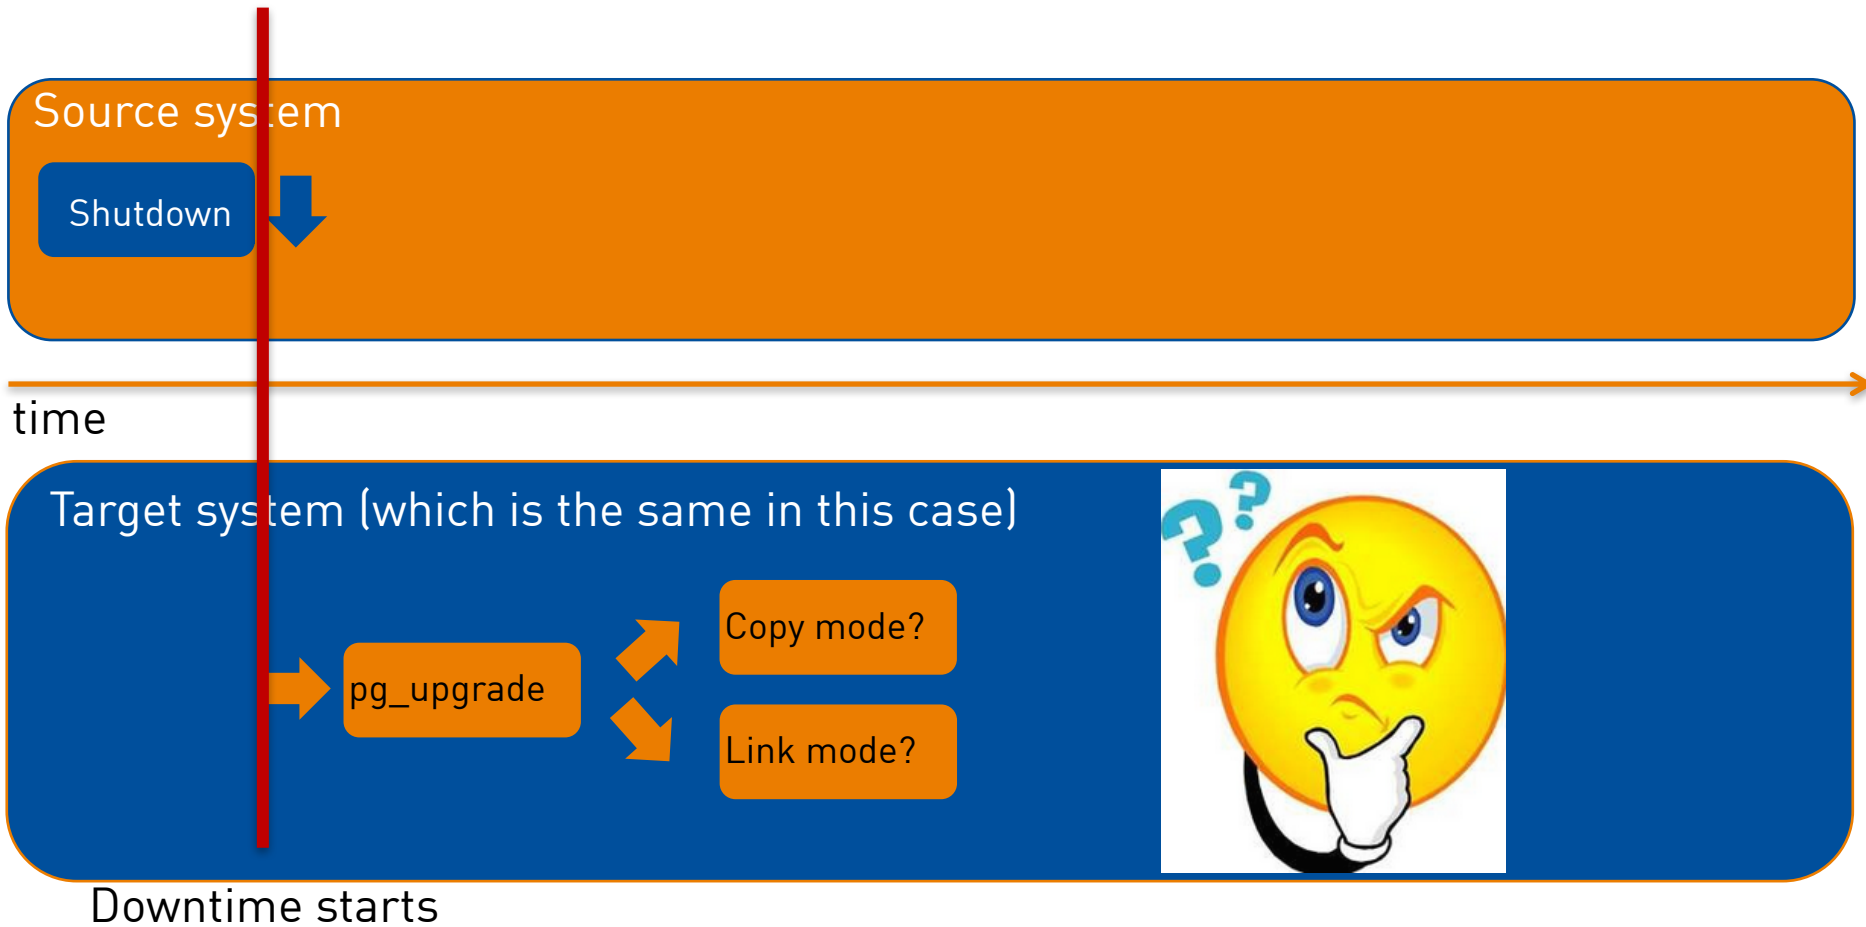 Source system
Shutdown
time
Target system (which is the same in this case)
??
Copy mode?
pg_upgrade
Link mode?
Downtime starts